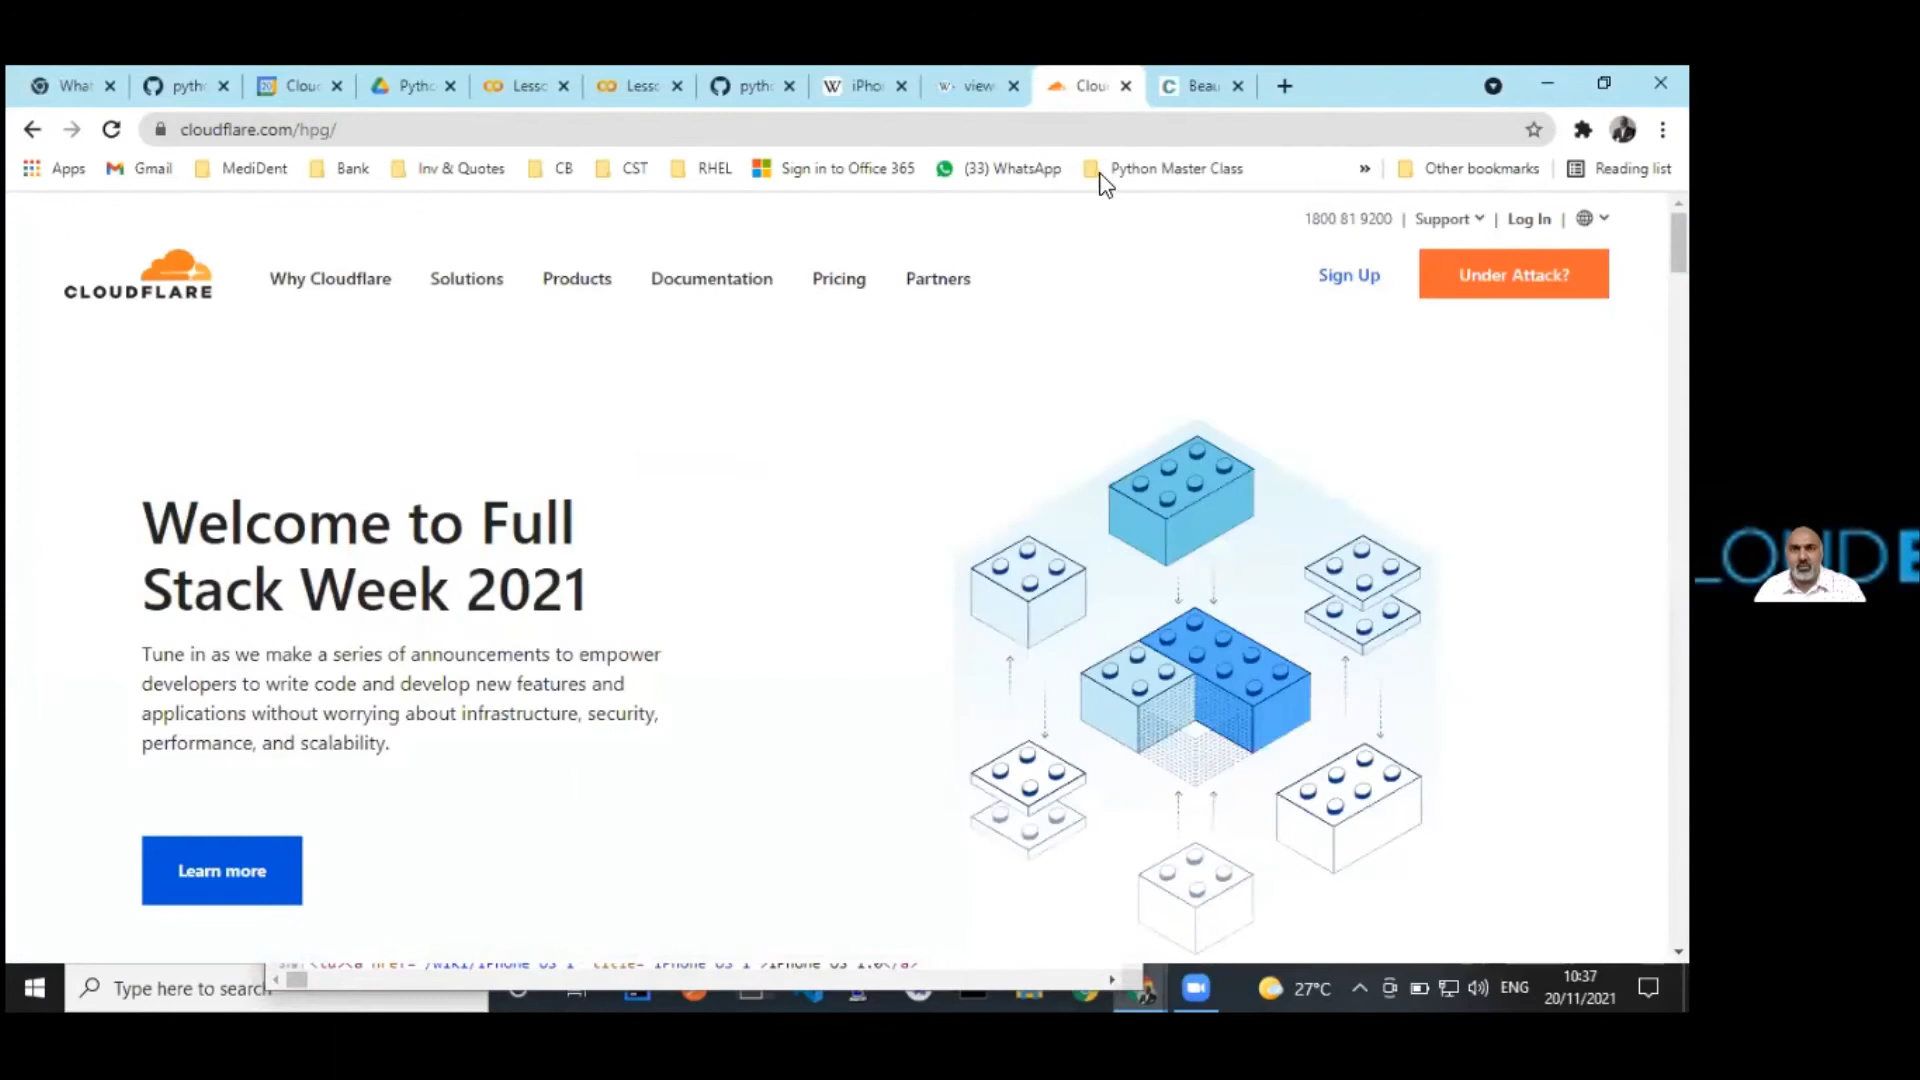 What
pytho
Cloud
Pytho
Lesso
Lesso
pytho
iPho
view
Clou
Beau
cloudflare.com/hpg/
Apps
Gmail
MediDent
Bank
Inv & Quotes
CB
CST
RHEL
Sign in to Office 365
(33) WhatsApp
Python Master Class
»
Other bookmarks
Reading list
1800 81 9200 | Support | Log In |
CLOUDFLARE
Why Cloudflare
Solutions
Products
Documentation
Pricing
Partners
Sign Up
Under Attack?
Welcome to Full
Stack Week 2021
Tune in as we make a series of announcements to empower
developers to write code and develop new features and
applications without worrying about infrastructure, security,
performance, and scalability.
Learn more
Type here to search
27°C
ENG
10:37
20/11/2021